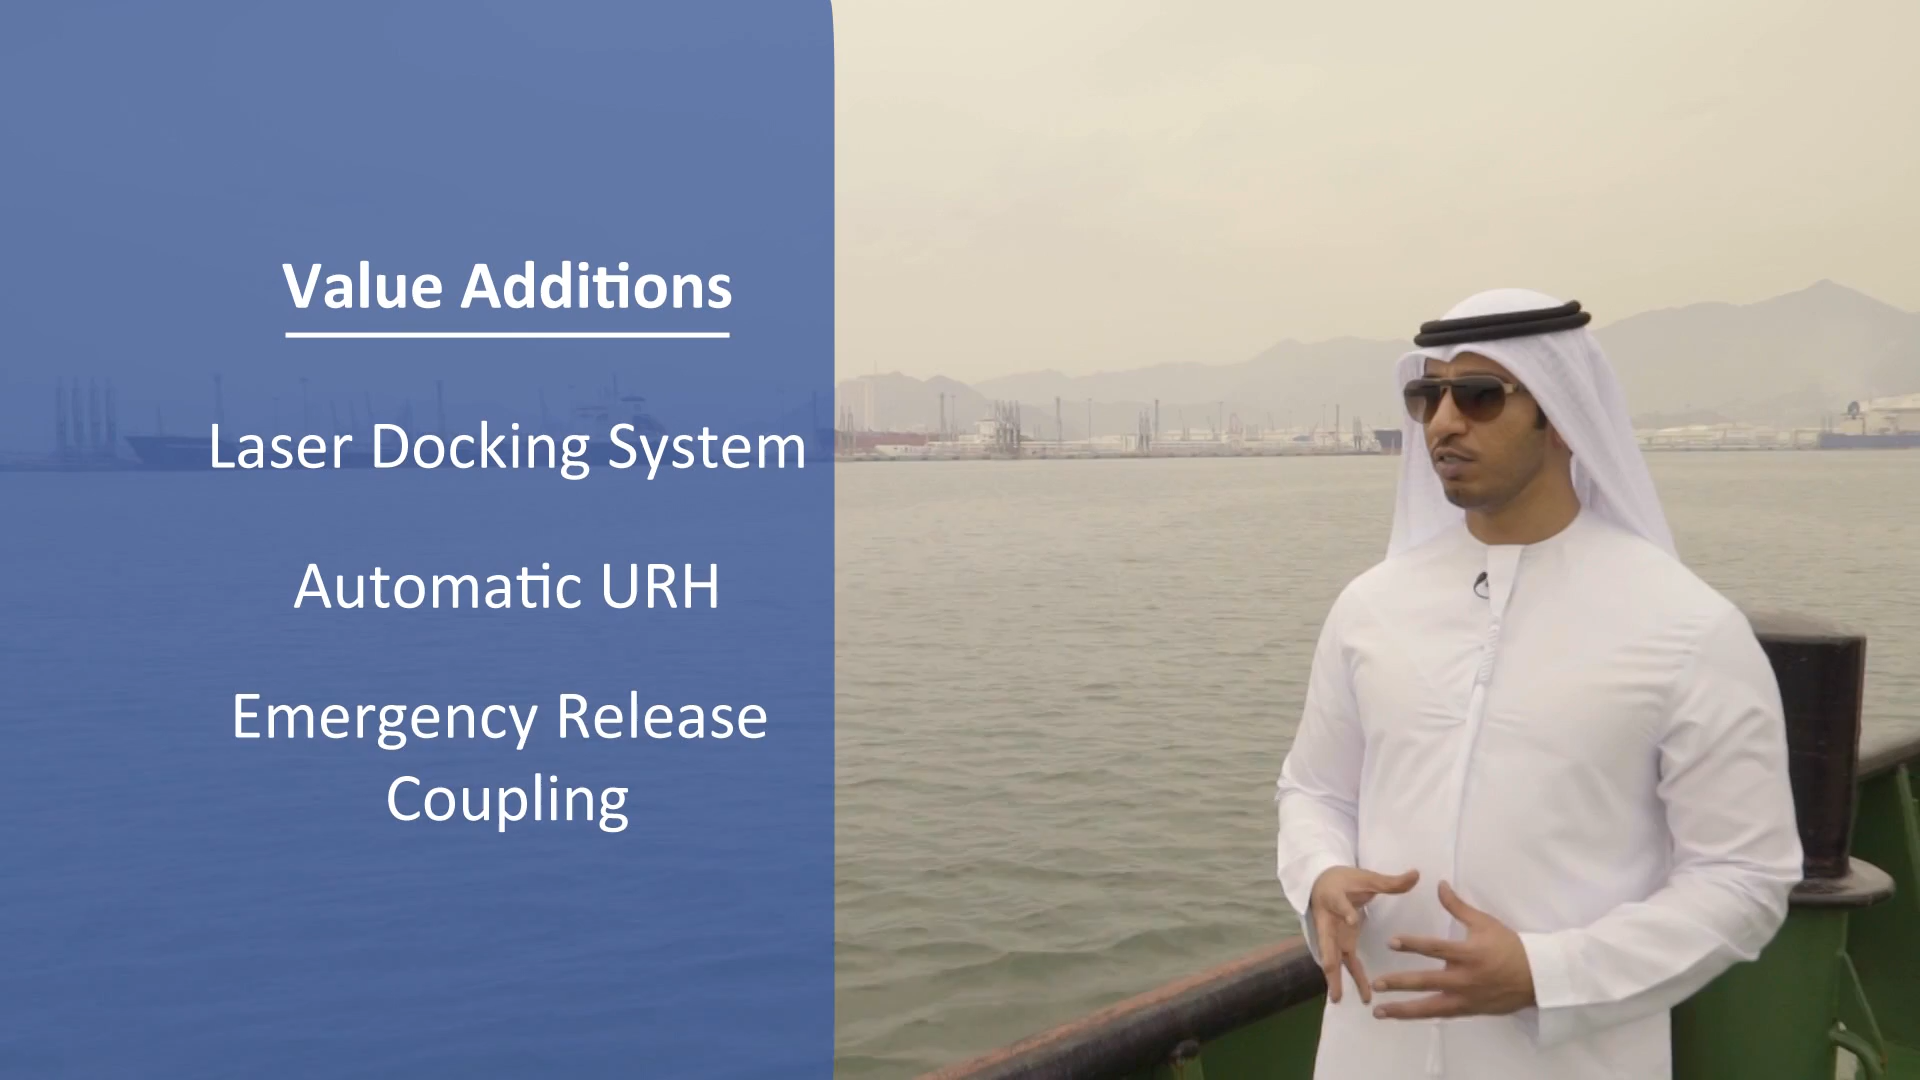 Value Additions
Laser Docking System
Automatic URH
Emergency Release
Coupling